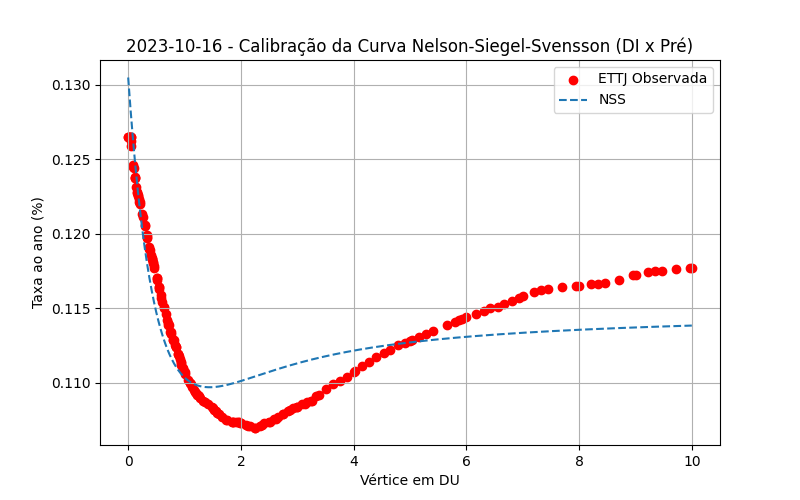 2023-10-16 - Calibração da Curva Nelson-Siegel-Svensson (DI x Pré)
ETTJ Observada
NSS
Taxa ao ano (%)
0.130
0.125
0.120
0.115
0.110
0 2 4 6 8 10
Vértice em DU